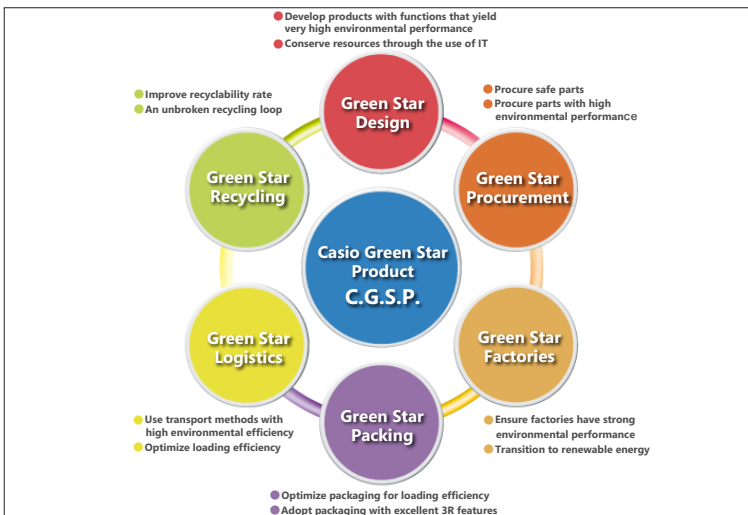 Develop products with functions that yield
very high environmental performance
Conserve resources through the use of IT
Green Star
Design
Procure safe parts
Procure parts with high
environmental performance
Green Star
Procurement
Green Star
Factories
Ensure factories have strong
environmental performance
Transition to renewable energy
Green Star
Packing
Optimize packaging for loading efficiency
Adopt packaging with excellent 3R features
Green Star
Logistics
Use transport methods with
high environmental efficiency
Optimize loading efficiency
Improve recyclability rate
An unbroken recycling loop
Green Star
Recycling
Casio Green Star
Product
C.G.S.P.